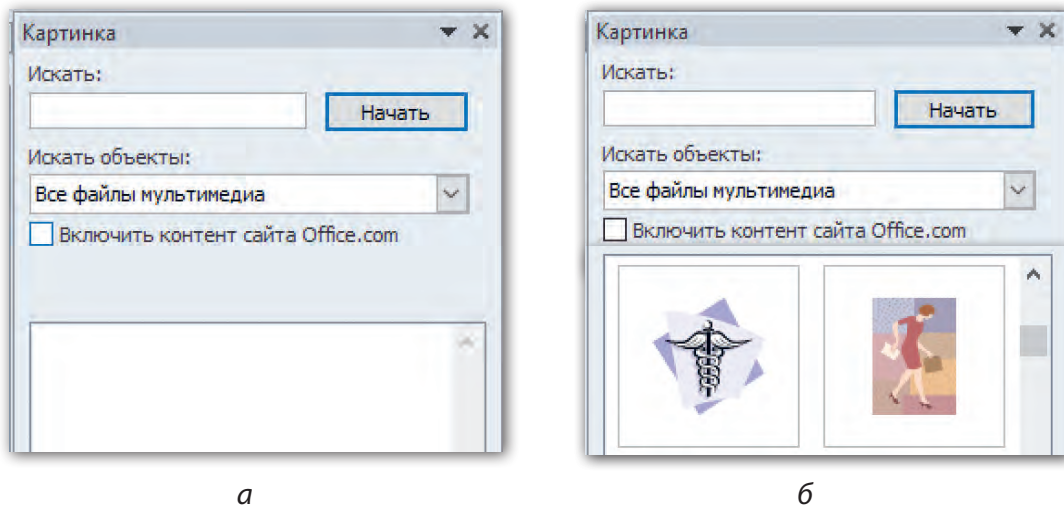 Картинка
Искать:
Начать
Искать объекты:
Все файлы мультимедиа
Включить контент сайта Office.com
а
Картинка
Искать:
Начать
Искать объекты:
Все файлы мультимедиа
Включить контент сайта Office.com
б